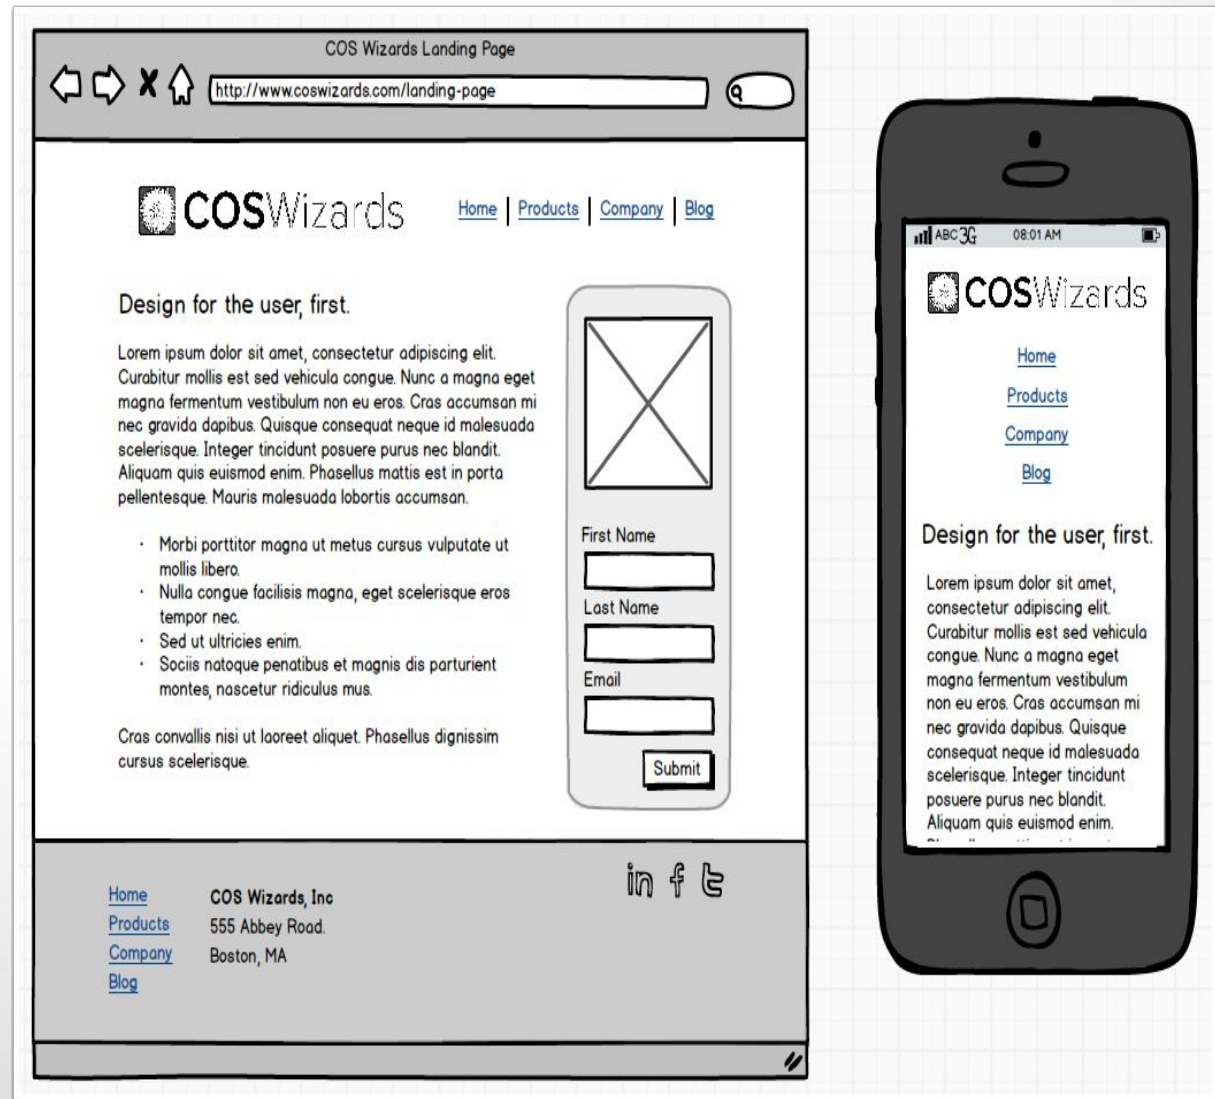 COS Wizards Landing Page
http://www.coswizards.com/landing-page
COSWizards
Home | Products | Company | Blog
Design for the user, first.
Lorem ipsum dolor sit amet, consectetur adipiscing elit.
Curabitur mollis est sed vehicula congue. Nunc a magna eget
magna fermentum vestibulum non eu eros. Cras accumsan mi
nec gravida dapibus. Quisque consequat neque id malesuada
scelerisque. Integer tincidunt posuere purus nec blandit.
Aliquam quis euismod enim. Phasellus mattis est in porta
pellentesque. Mauris malesuada lobortis accumsan.
· Morbi porttitor magna ut metus cursus vulputate ut
mollis libero.
· Nulla congue facilisis magna, eget scelerisque eros
tempor nec.
· Sed ut ultricies enim.
· Sociis natoque penatibus et magnis dis parturient
montes, nascetur ridiculus mus.
Cras convallis nisi ut laoreet aliquet. Phasellus dignissim
cursus scelerisque.
First Name
Last Name
Email
Submit
Home
Products
Company
Blog
COS Wizards, Inc
555 Abbey Road.
Boston, MA
in f t
ABC 3G 08:01 AM
COSWizards
Home
Products
Company
Blog
Design for the user, first.
Lorem ipsum dolor sit amet,
consectetur adipiscing elit.
Curabitur mollis est sed vehicula
congue. Nunc a magna eget
magna fermentum vestibulum
non eu eros. Cras accumsan mi
nec gravida dapibus. Quisque
consequat neque id malesuada
scelerisque. Integer tincidunt
posuere purus nec blandit.
Aliquam quis euismod enim.